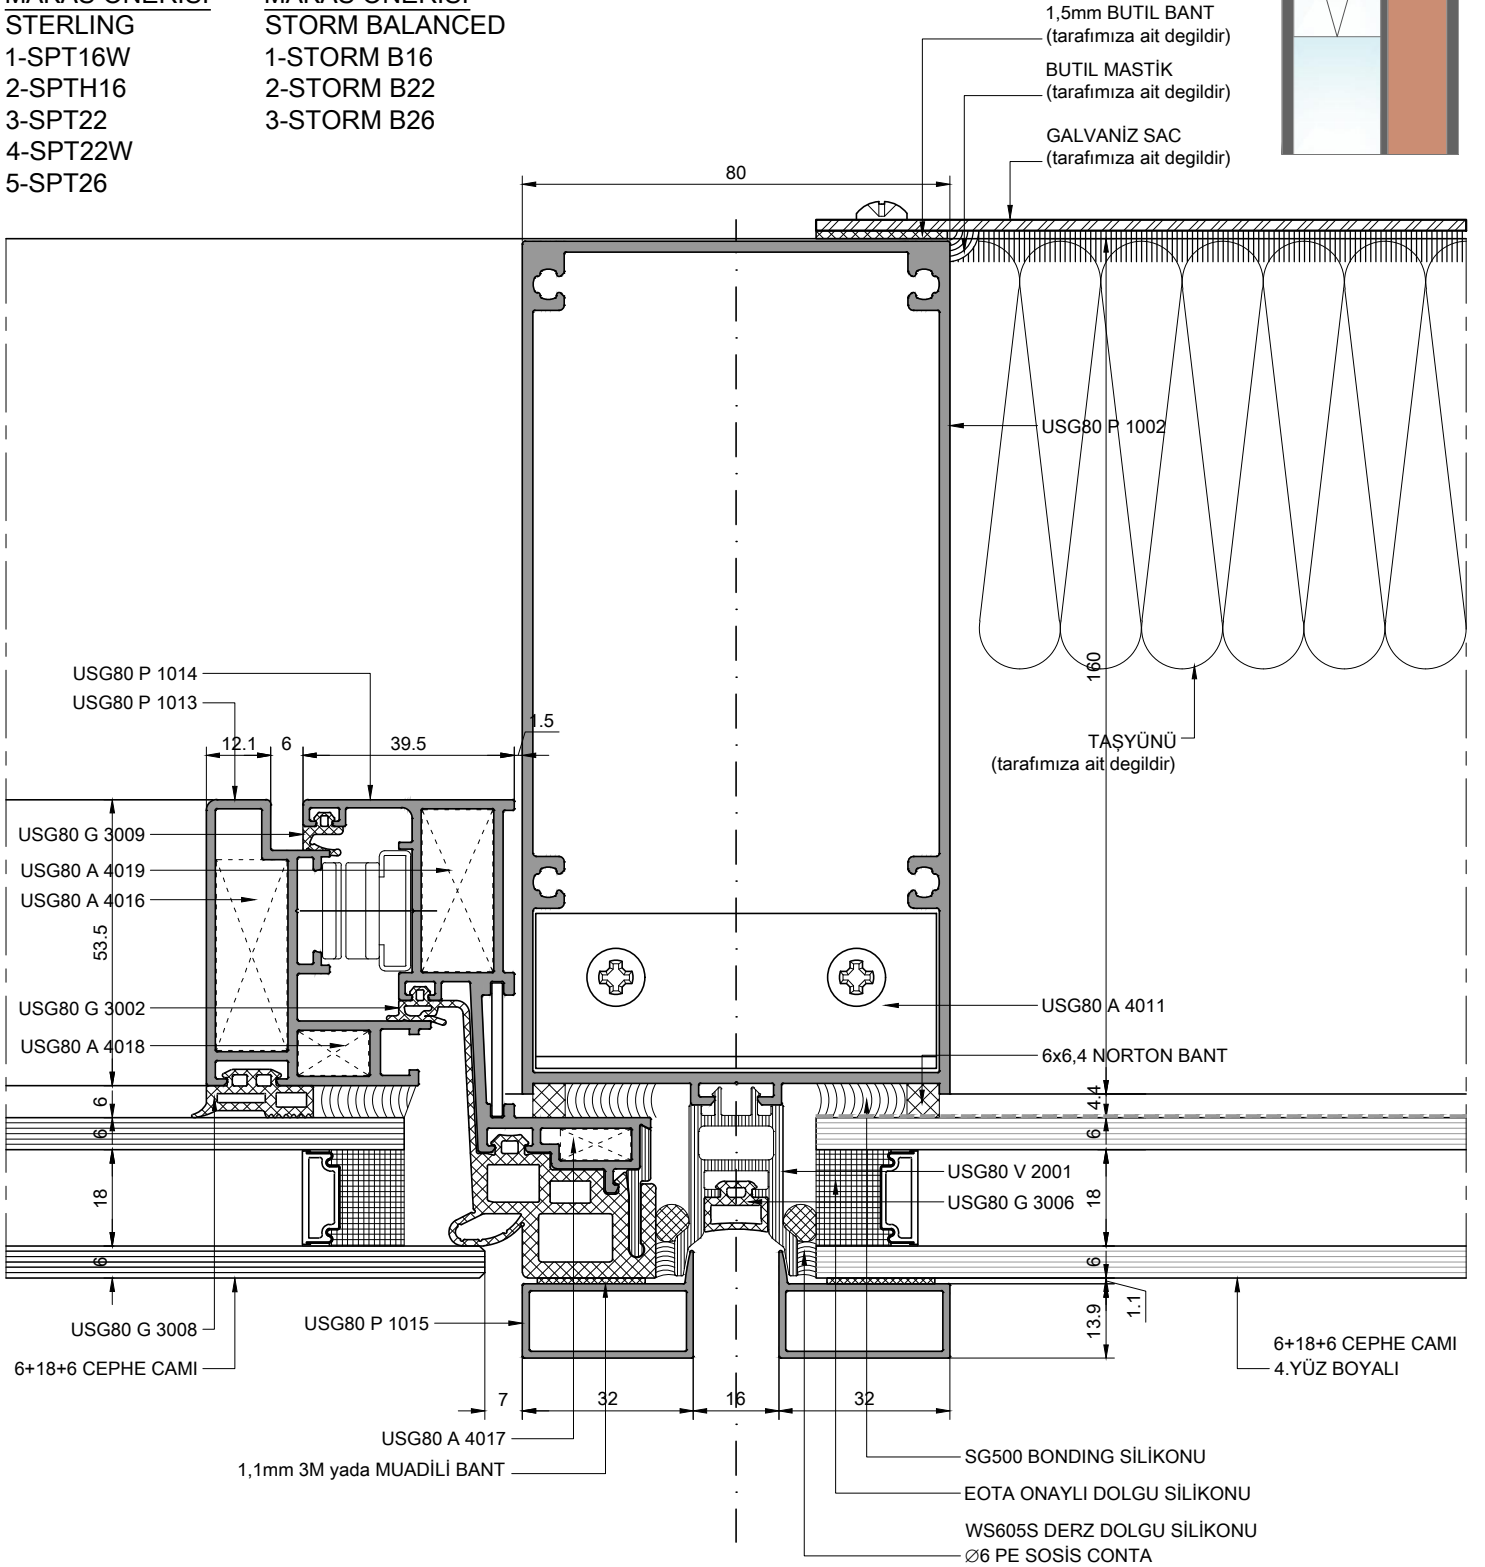 MAKAS ÖNERİSİ
STERLING
1-SPT16W
2-SPTH16
3-SPT22
4-SPT22W
5-SPT26
MAKAS ÖNERİSİ
STORM BALANCED
1-STORM B16
2-STORM B22
3-STORM B26
1,5mm BUTIL BANT
(tarafımıza ait degildir)
BUTIL MASTİK
(tarafımıza ait degildir)
GALVANİZ SAC
(tarafımıza ait degildir)
80
USG80 P 1002
160
TAŞYÜNÜ
(tarafımıza ait degildir)
USG80 P 1014
USG80 P 1013
12.1
6
39.5
1.5
USG80 G 3009
USG80 A 4019
USG80 A 4016
53.5
USG80 G 3002
USG80 A 4018
6
6
18
6
USG80 A 4011
6x6,4 NORTON BANT
4.4
6
USG80 V 2001
USG80 G 3006
18
6
1.1
13.9
USG80 G 3008
6+18+6 CEPHE CAMI
USG80 P 1015
6+18+6 CEPHE CAMI
4.YÜZ BOYALI
7
32
16
32
USG80 A 4017
1,1mm 3M yada MUADİLİ BANT
SG500 BONDING SİLİKONU
EOTA ONAYLI DOLGU SİLİKONU
WS605S DERZ DOLGU SİLİKONU
∅6 PE SOSİS CONTA